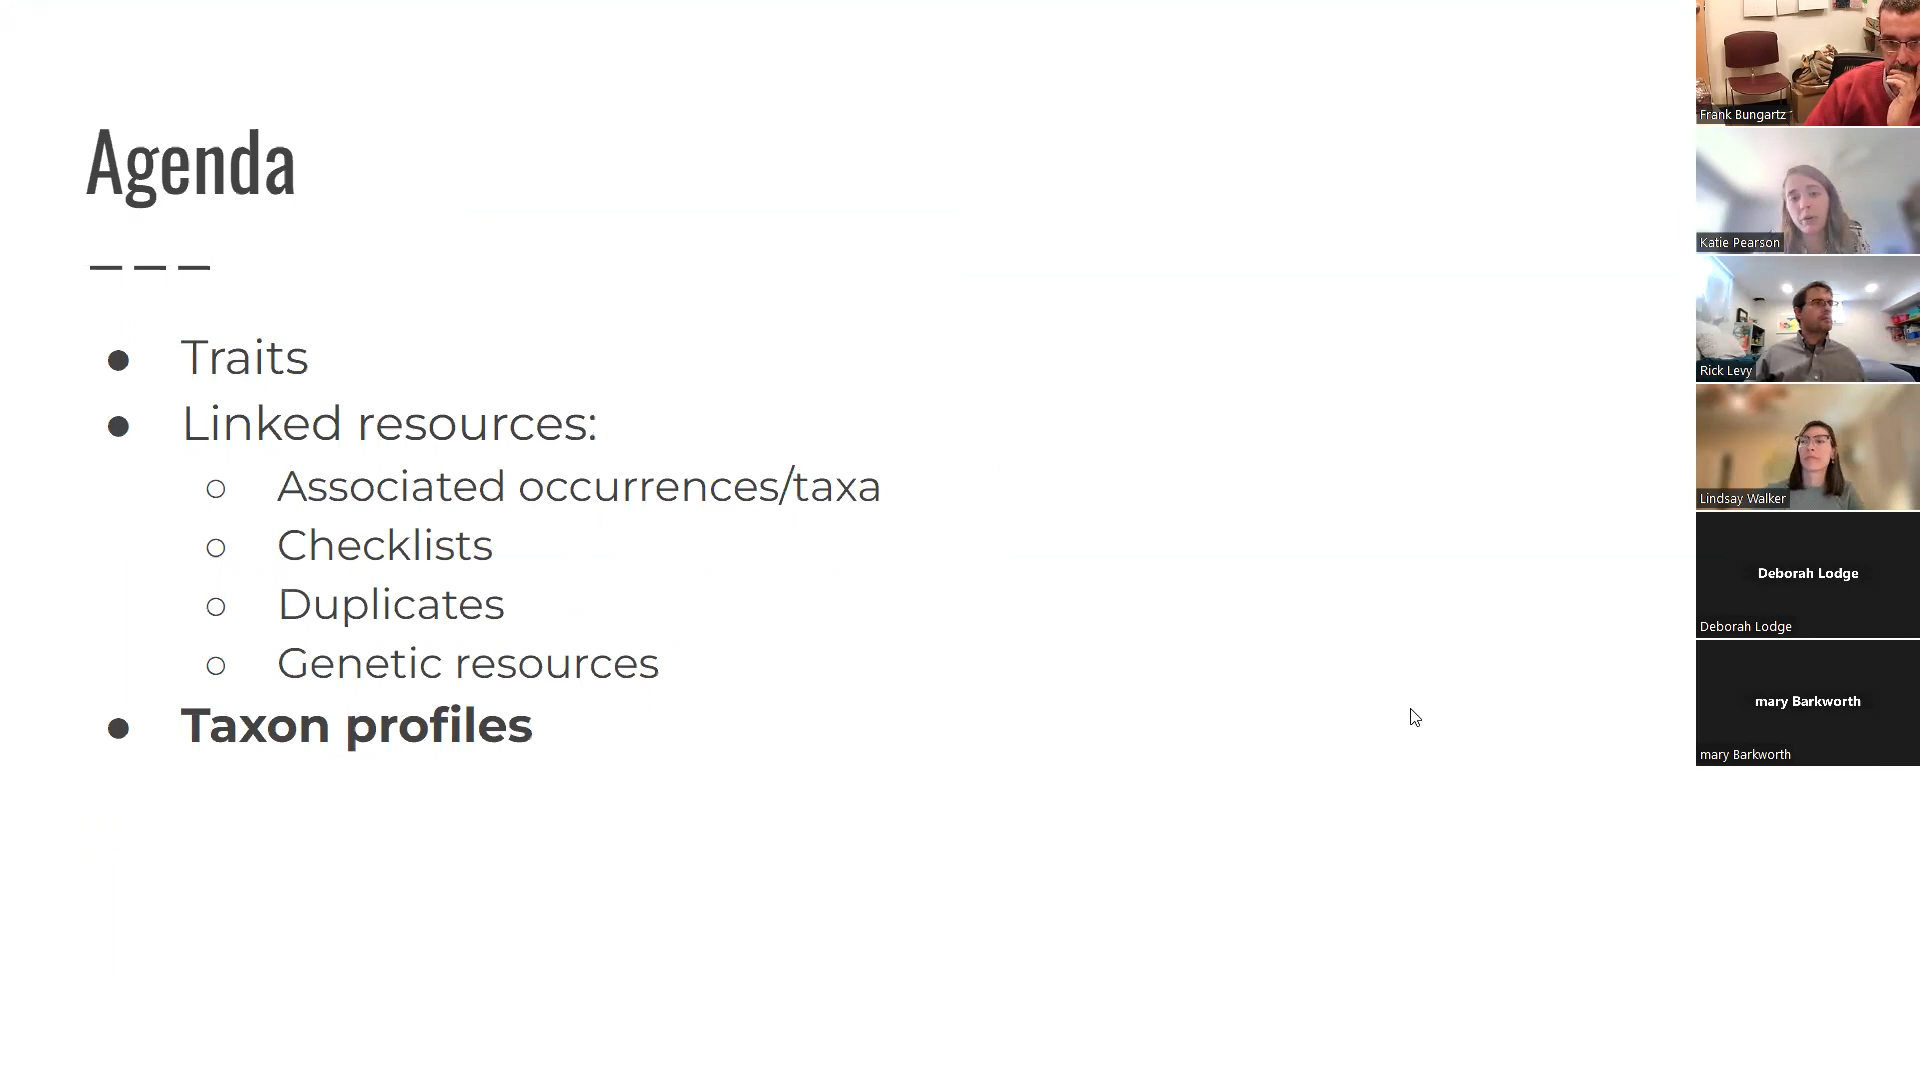 Agenda
Traits
Linked resources:
Associated occurrences/taxa
Checklists
Duplicates
Genetic resources
Taxon profiles
Frank Bungartz
Katie Pearson
Rick Levy
Lindsay Walker
Deborah Lodge
Deborah Lodge
mary Barkworth
mary Barkworth